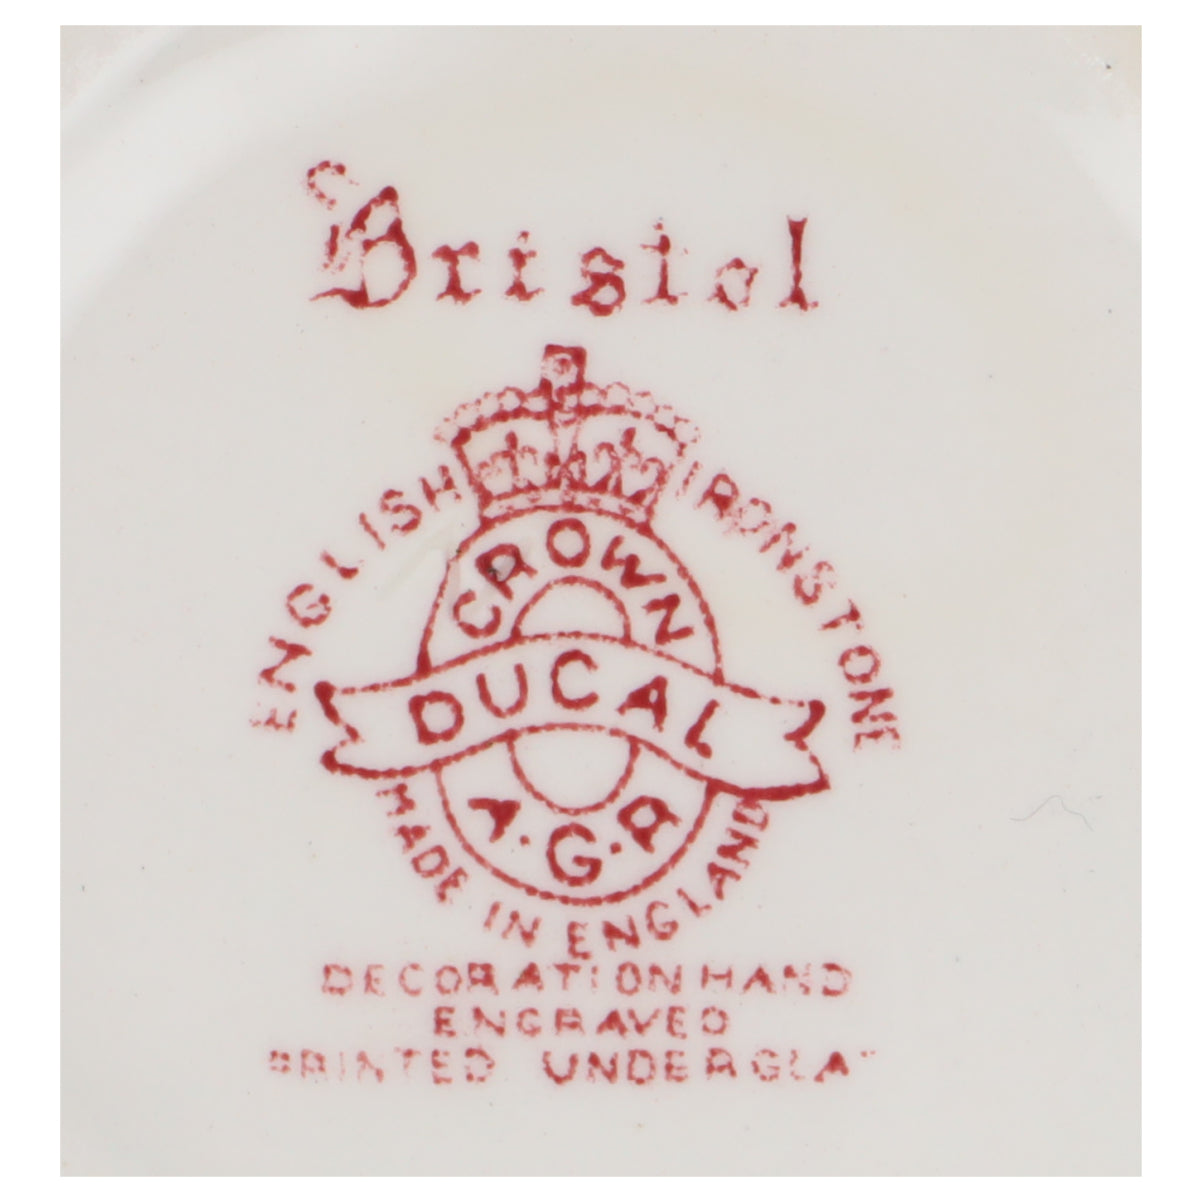 Bristol
ENGLISH IRONSTONE
CROWN
DUCAL
A.G.R
MADE IN ENGLAND
DECORATION HAND
ENGRAVED
PRINTED UNDERGLA